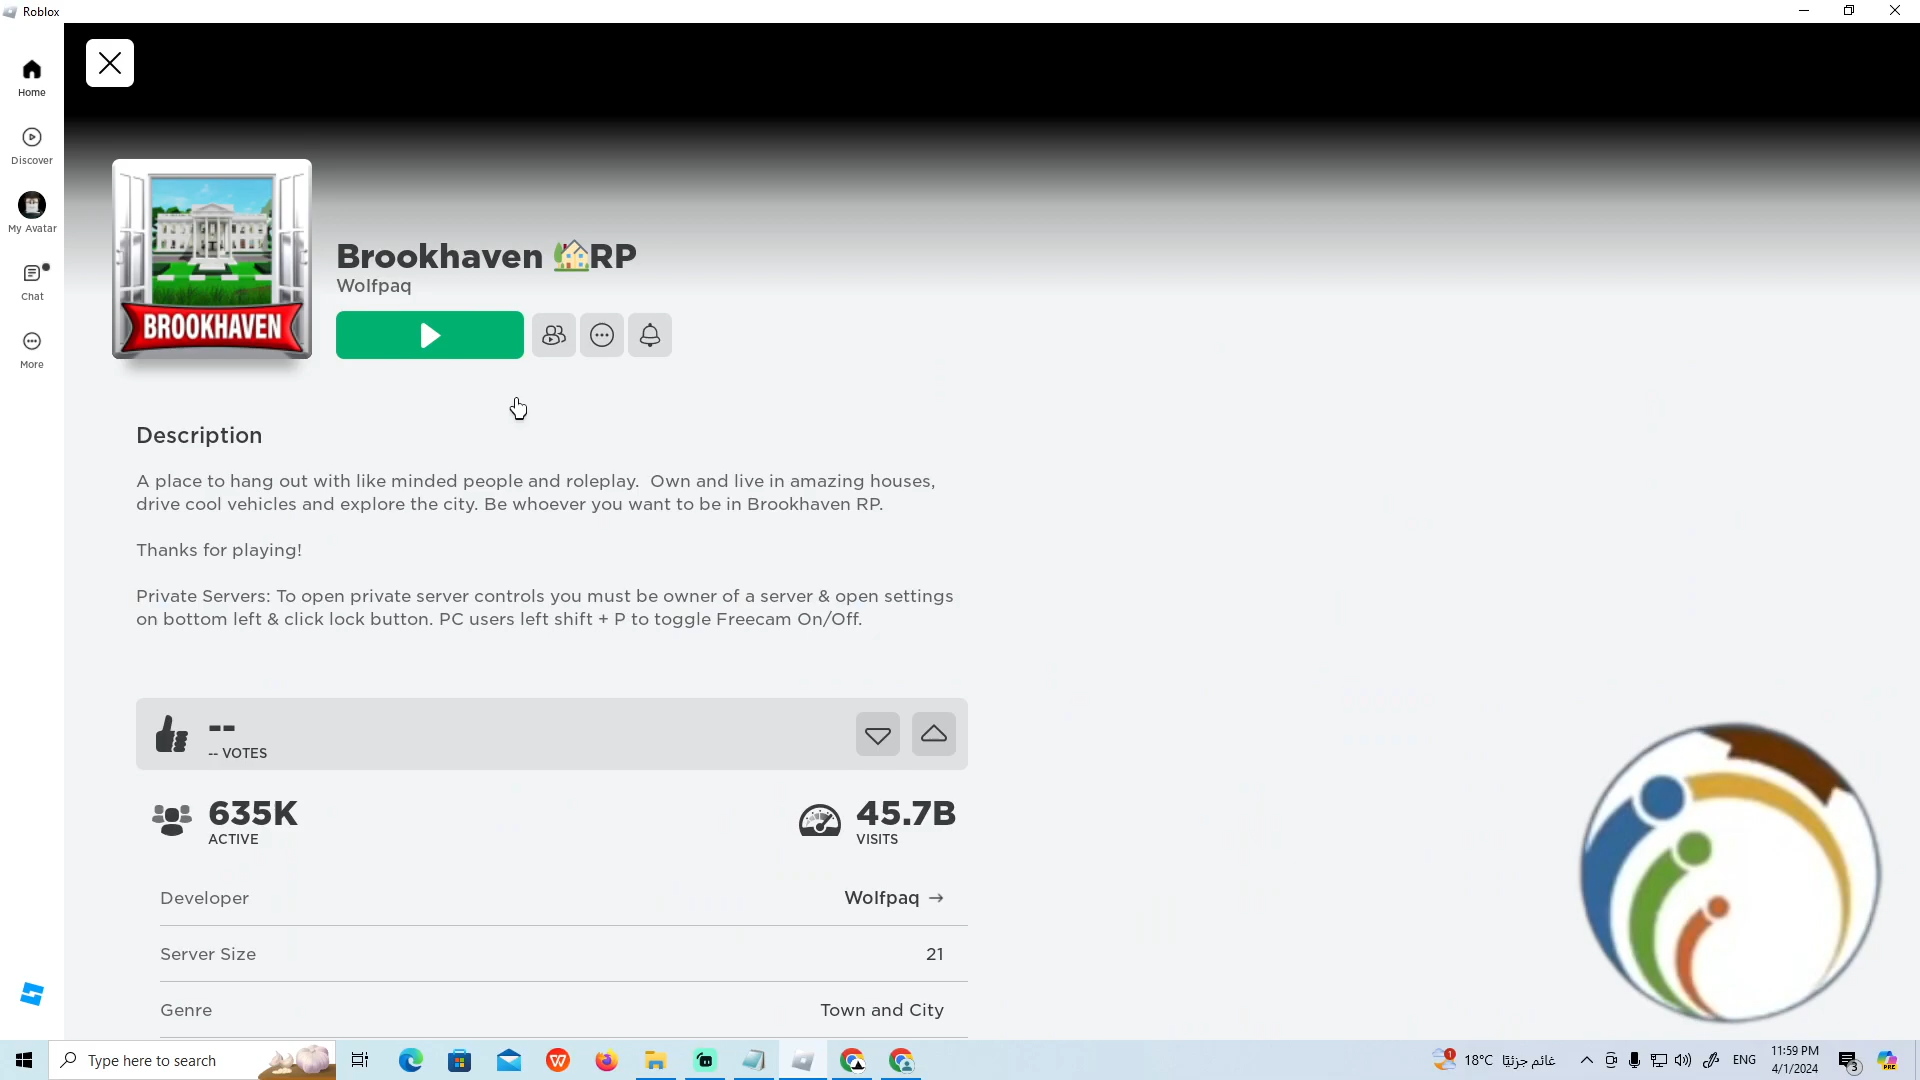 Roblox
Home
Discover
My Avatar
Chat
More
BROOKHAVEN
Brookhaven 🏡RP
Wolfpaq
Description
A place to hang out with like minded people and roleplay.  Own and live in amazing houses,
drive cool vehicles and explore the city. Be whoever you want to be in Brookhaven RP.
Thanks for playing!
Private Servers: To open private server controls you must be owner of a server & open settings
on bottom left & click lock button. PC users left shift + P to toggle Freecam On/Off.
--
-- VOTES
635K
ACTIVE
45.7B
VISITS
Developer
Wolfpaq →
Server Size
21
Genre
Town and City
Type here to search
1
18°C غائم جزئيًا
ENG
11:59 PM
4/1/2024
3
PRE